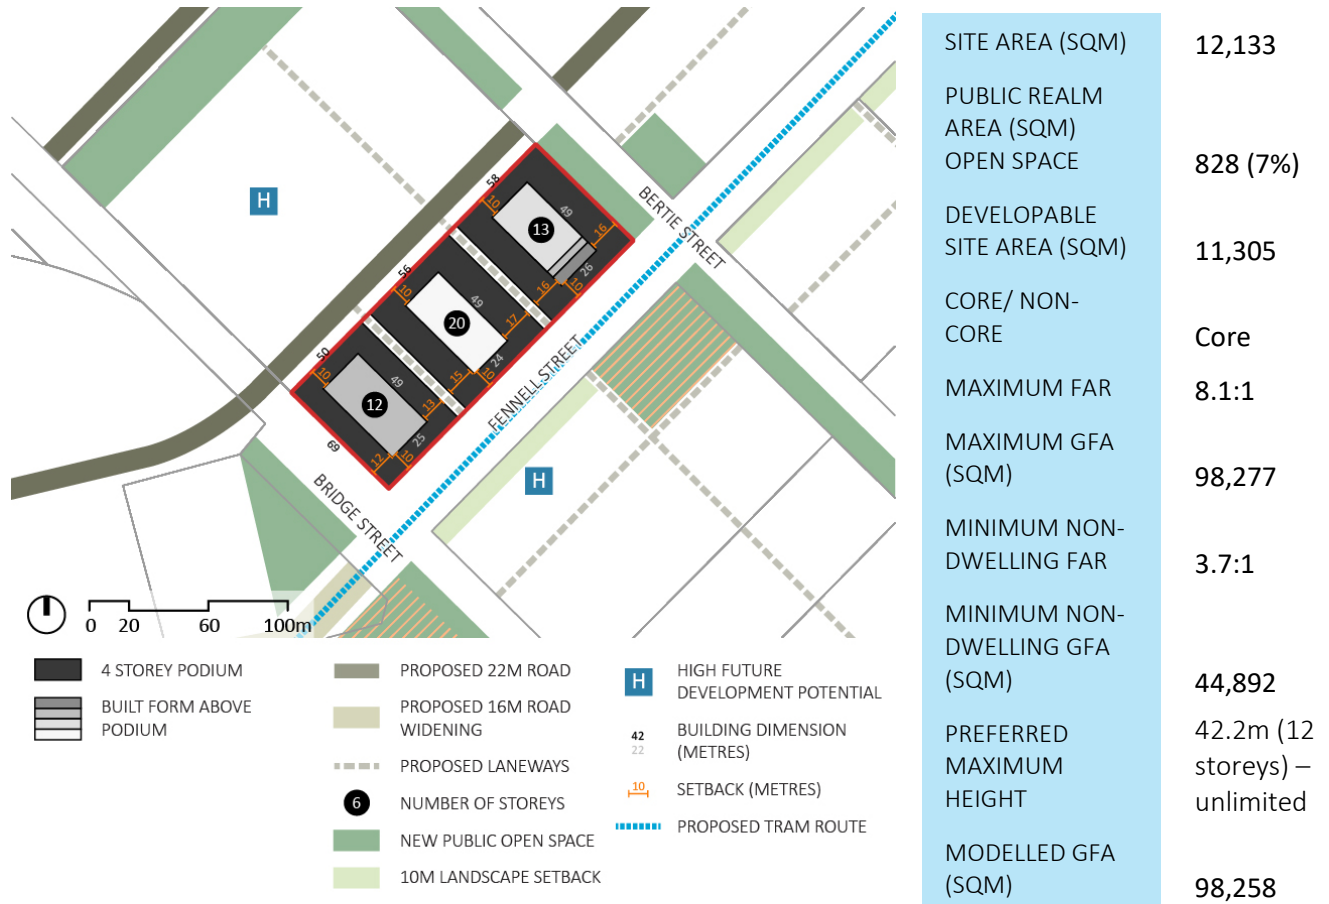 H
58
10
49
13
16
BERTIE STREET
26
10
16
56
10
49
20
17
24
10
15
FENNELL STREET
50
10
49
12
13
25
10
12
69
H
BRIDGE STREET
0 20 60 100m
4 STOREY PODIUM
BUILT FORM ABOVE
PODIUM
PROPOSED 22M ROAD
PROPOSED 16M ROAD
WIDENING
PROPOSED LANEWAYS
6 NUMBER OF STOREYS
NEW PUBLIC OPEN SPACE
10M LANDSCAPE SETBACK
H HIGH FUTURE
DEVELOPMENT POTENTIAL
42 BUILDING DIMENSION
22 (METRES)
10 SETBACK (METRES)
PROPOSED TRAM ROUTE
SITE AREA (SQM) 12,133
PUBLIC REALM
AREA (SQM)
OPEN SPACE 828 (7%)
DEVELOPABLE
SITE AREA (SQM) 11,305
CORE/ NON-
CORE Core
MAXIMUM FAR 8.1:1
MAXIMUM GFA
(SQM) 98,277
MINIMUM NON-
DWELLING FAR 3.7:1
MINIMUM NON-
DWELLING GFA
(SQM) 44,892
PREFERRED 42.2m (12
MAXIMUM storeys) –
HEIGHT unlimited
MODELLED GFA
(SQM) 98,258